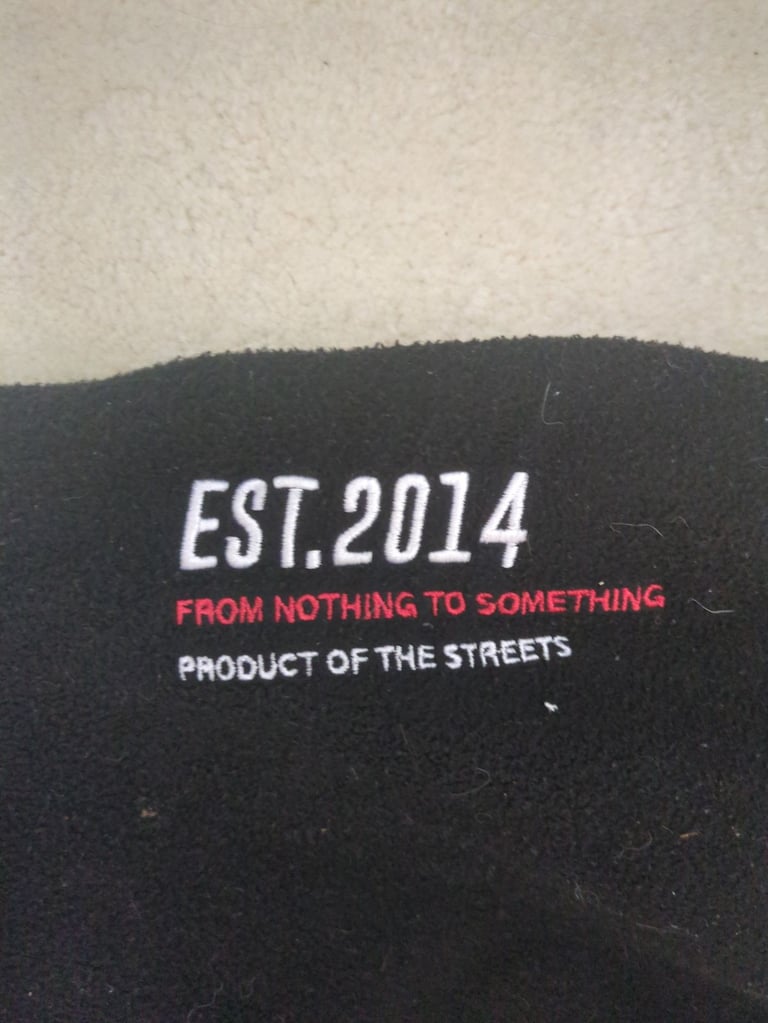 EST.2014
FROM NOTHING TO SOMETHING
PRODUCT OF THE STREETS